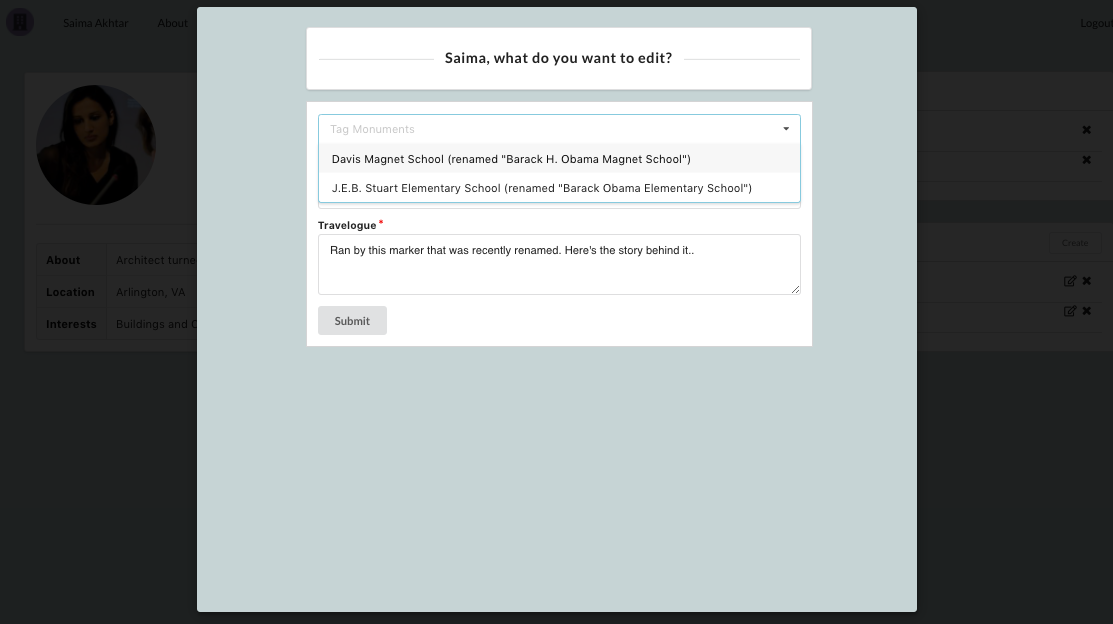 Saima Akhtar
About
Saima, what do you want to edit?
Tag Monuments
Davis Magnet School (renamed "Barack H. Obama Magnet School")
J.E.B. Stuart Elementary School (renamed "Barack Obama Elementary School")
Travelogue *
Ran by this marker that was recently renamed. Here's the story behind it..
Submit
About
Architect turne
Location
Arlington, VA
Interests
Buildings and C
Create